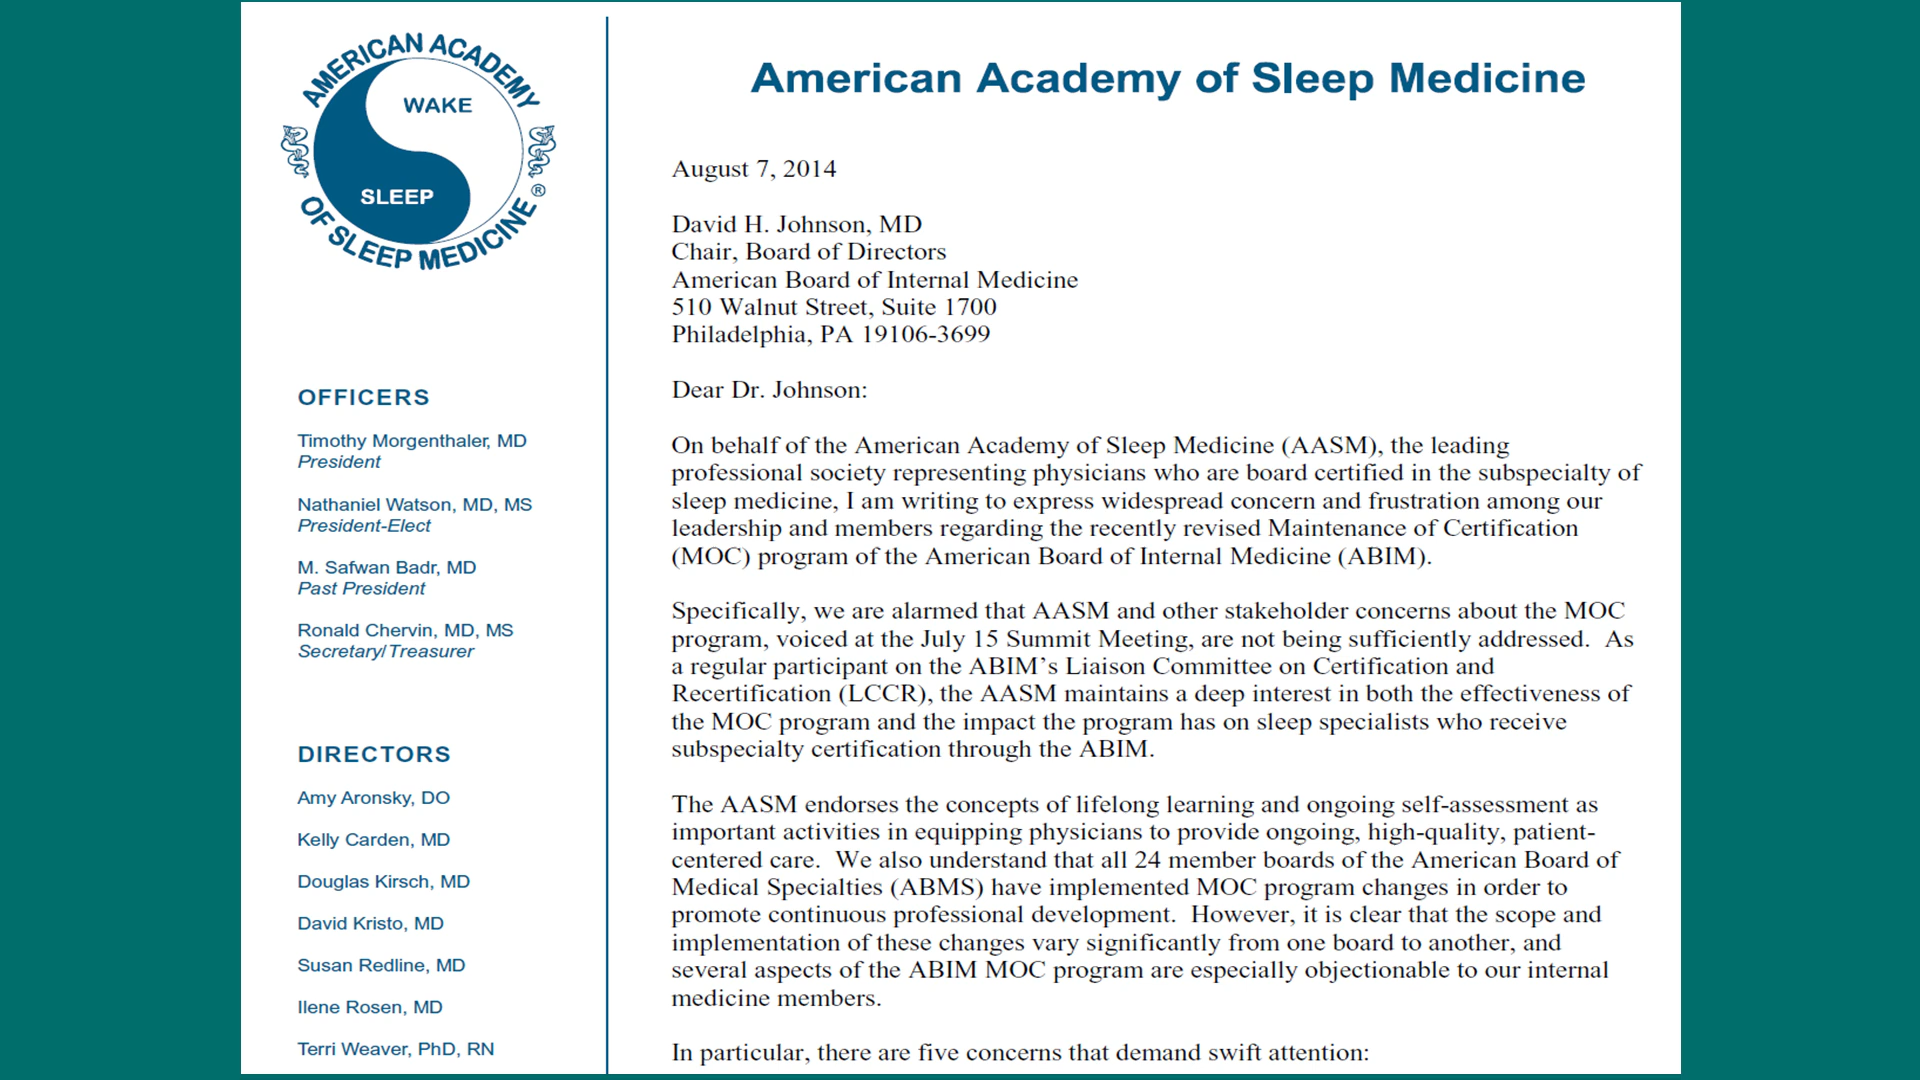 AMERICAN ACADEMY
WAKE
SLEEP
OF SLEEP MEDICINE ®
OFFICERS
Timothy Morgenthaler, MD
President
Nathaniel Watson, MD, MS
President-Elect
M. Safwan Badr, MD
Past President
Ronald Chervin, MD, MS
Secretary/Treasurer
DIRECTORS
Amy Aronsky, DO
Kelly Carden, MD
Douglas Kirsch, MD
David Kristo, MD
Susan Redline, MD
Ilene Rosen, MD
Terri Weaver, PhD, RN
American Academy of Sleep Medicine
August 7, 2014
David H. Johnson, MD
Chair, Board of Directors
American Board of Internal Medicine
510 Walnut Street, Suite 1700
Philadelphia, PA 19106-3699
Dear Dr. Johnson:
On behalf of the American Academy of Sleep Medicine (AASM), the leading
professional society representing physicians who are board certified in the subspecialty of
sleep medicine, I am writing to express widespread concern and frustration among our
leadership and members regarding the recently revised Maintenance of Certification
(MOC) program of the American Board of Internal Medicine (ABIM).
Specifically, we are alarmed that AASM and other stakeholder concerns about the MOC
program, voiced at the July 15 Summit Meeting, are not being sufficiently addressed.  As
a regular participant on the ABIM’s Liaison Committee on Certification and
Recertification (LCCR), the AASM maintains a deep interest in both the effectiveness of
the MOC program and the impact the program has on sleep specialists who receive
subspecialty certification through the ABIM.
The AASM endorses the concepts of lifelong learning and ongoing self-assessment as
important activities in equipping physicians to provide ongoing, high-quality, patient-
centered care.  We also understand that all 24 member boards of the American Board of
Medical Specialties (ABMS) have implemented MOC program changes in order to
promote continuous professional development.  However, it is clear that the scope and
implementation of these changes vary significantly from one board to another, and
several aspects of the ABIM MOC program are especially objectionable to our internal
medicine members.
In particular, there are five concerns that demand swift attention: